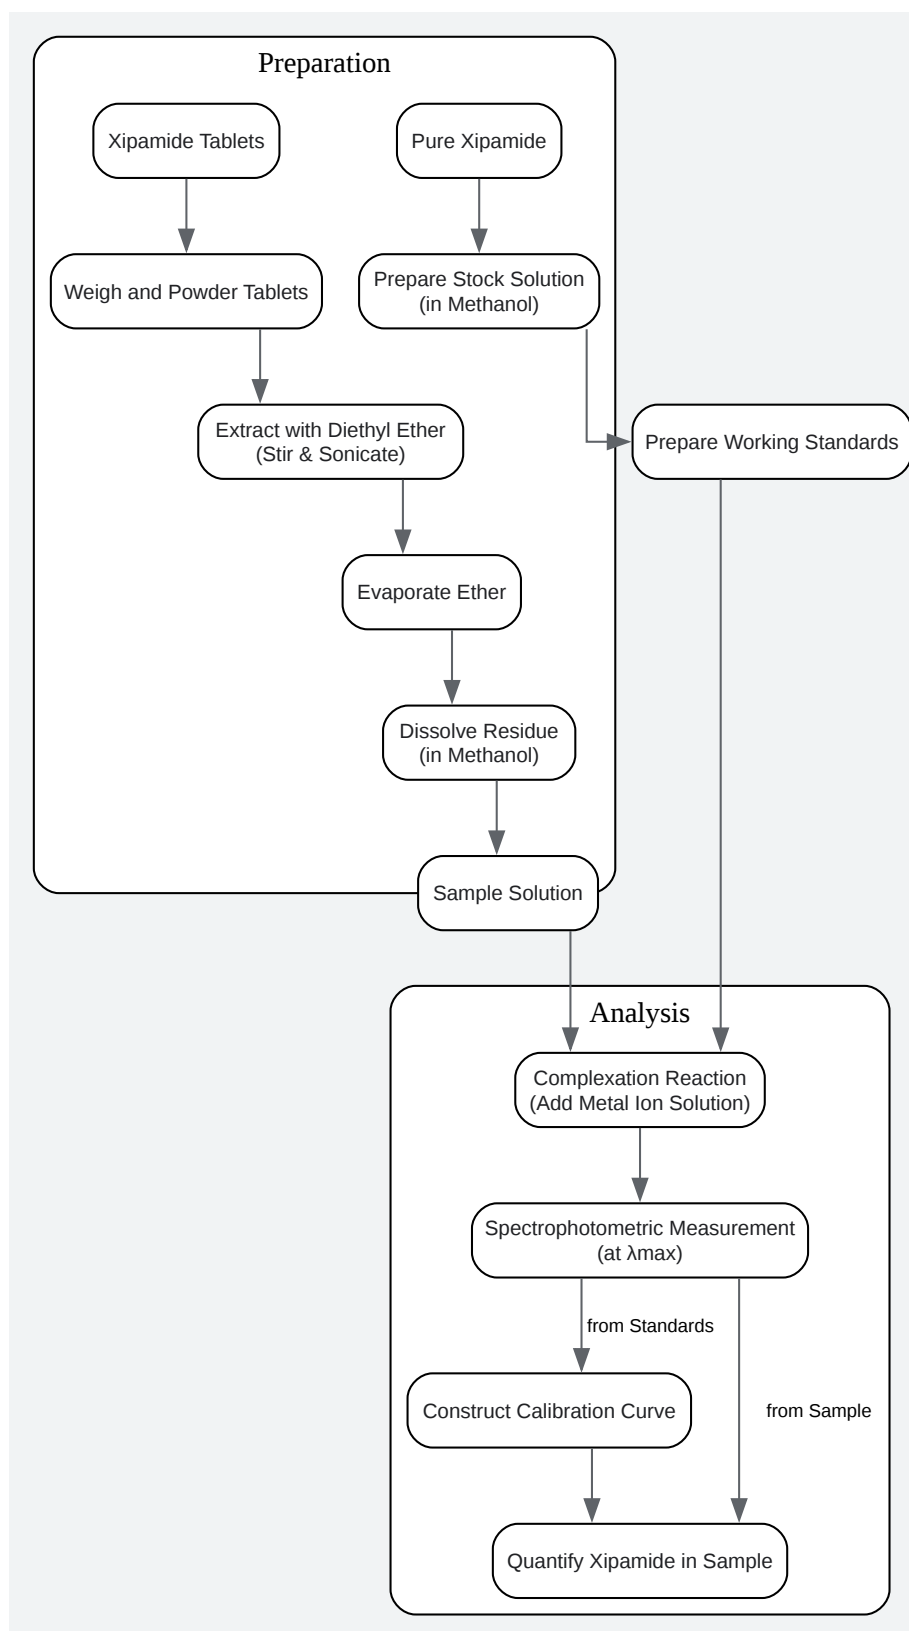 Preparation
Xipamide Tablets
Pure Xipamide
Weigh and Powder Tablets
Prepare Stock Solution
(in Methanol)
Extract with Diethyl Ether
(Stir & Sonicate)
Prepare Working Standards
Evaporate Ether
Dissolve Residue
(in Methanol)
Sample Solution
Analysis
Complexation Reaction
(Add Metal Ion Solution)
Spectrophotometric Measurement
(at λmax)
from Standards
Construct Calibration Curve
from Sample
Quantify Xipamide in Sample